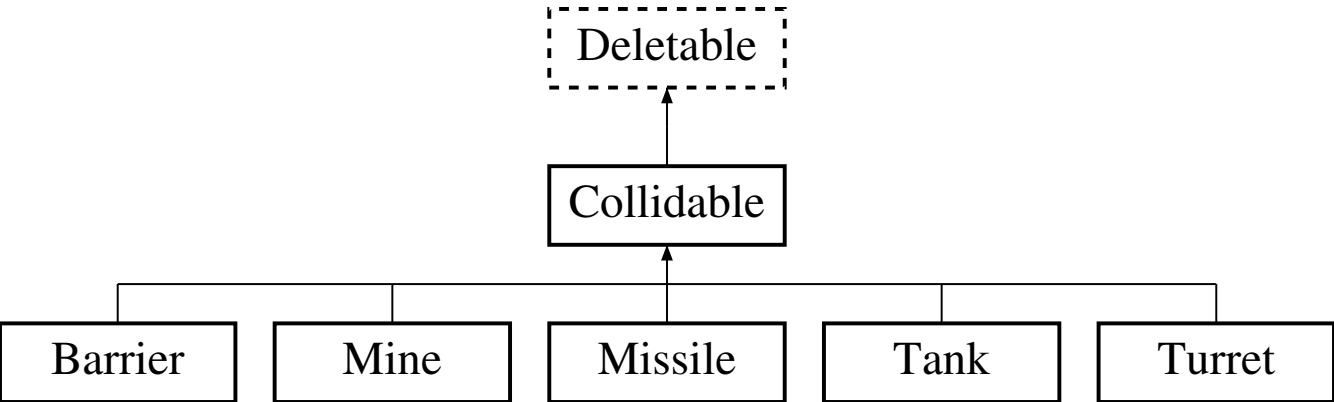 Deletable
Collidable
Barrier
Mine
Missile
Tank
Turret